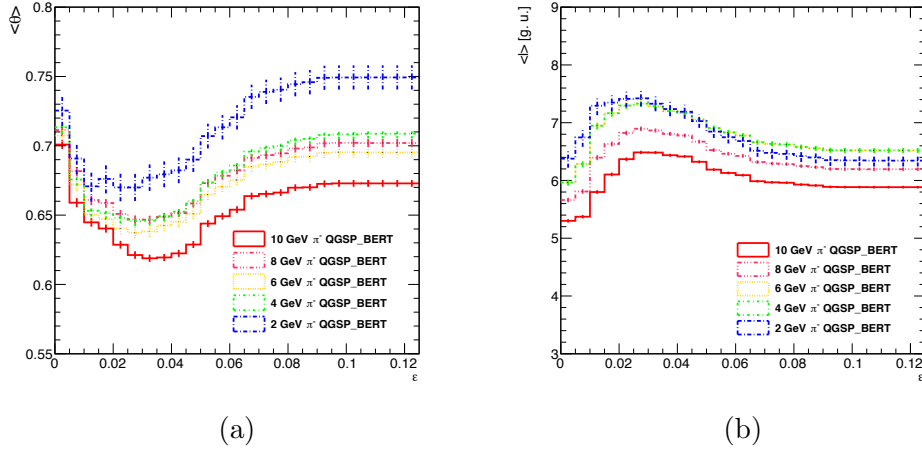 <θ>
0.8
0.75
0.7
0.65
0.6
0.55
10 GeV π⁻ QGSP_BERT
8 GeV π⁻ QGSP_BERT
6 GeV π⁻ QGSP_BERT
4 GeV π⁻ QGSP_BERT
2 GeV π⁻ QGSP_BERT
0 0.02 0.04 0.06 0.08 0.1 0.12
ε
(a)
<l> [g. u.]
9
8
7
6
5
4
3
10 GeV π⁻ QGSP_BERT
8 GeV π⁻ QGSP_BERT
6 GeV π⁻ QGSP_BERT
4 GeV π⁻ QGSP_BERT
2 GeV π⁻ QGSP_BERT
0 0.02 0.04 0.06 0.08 0.1 0.12
ε
(b)